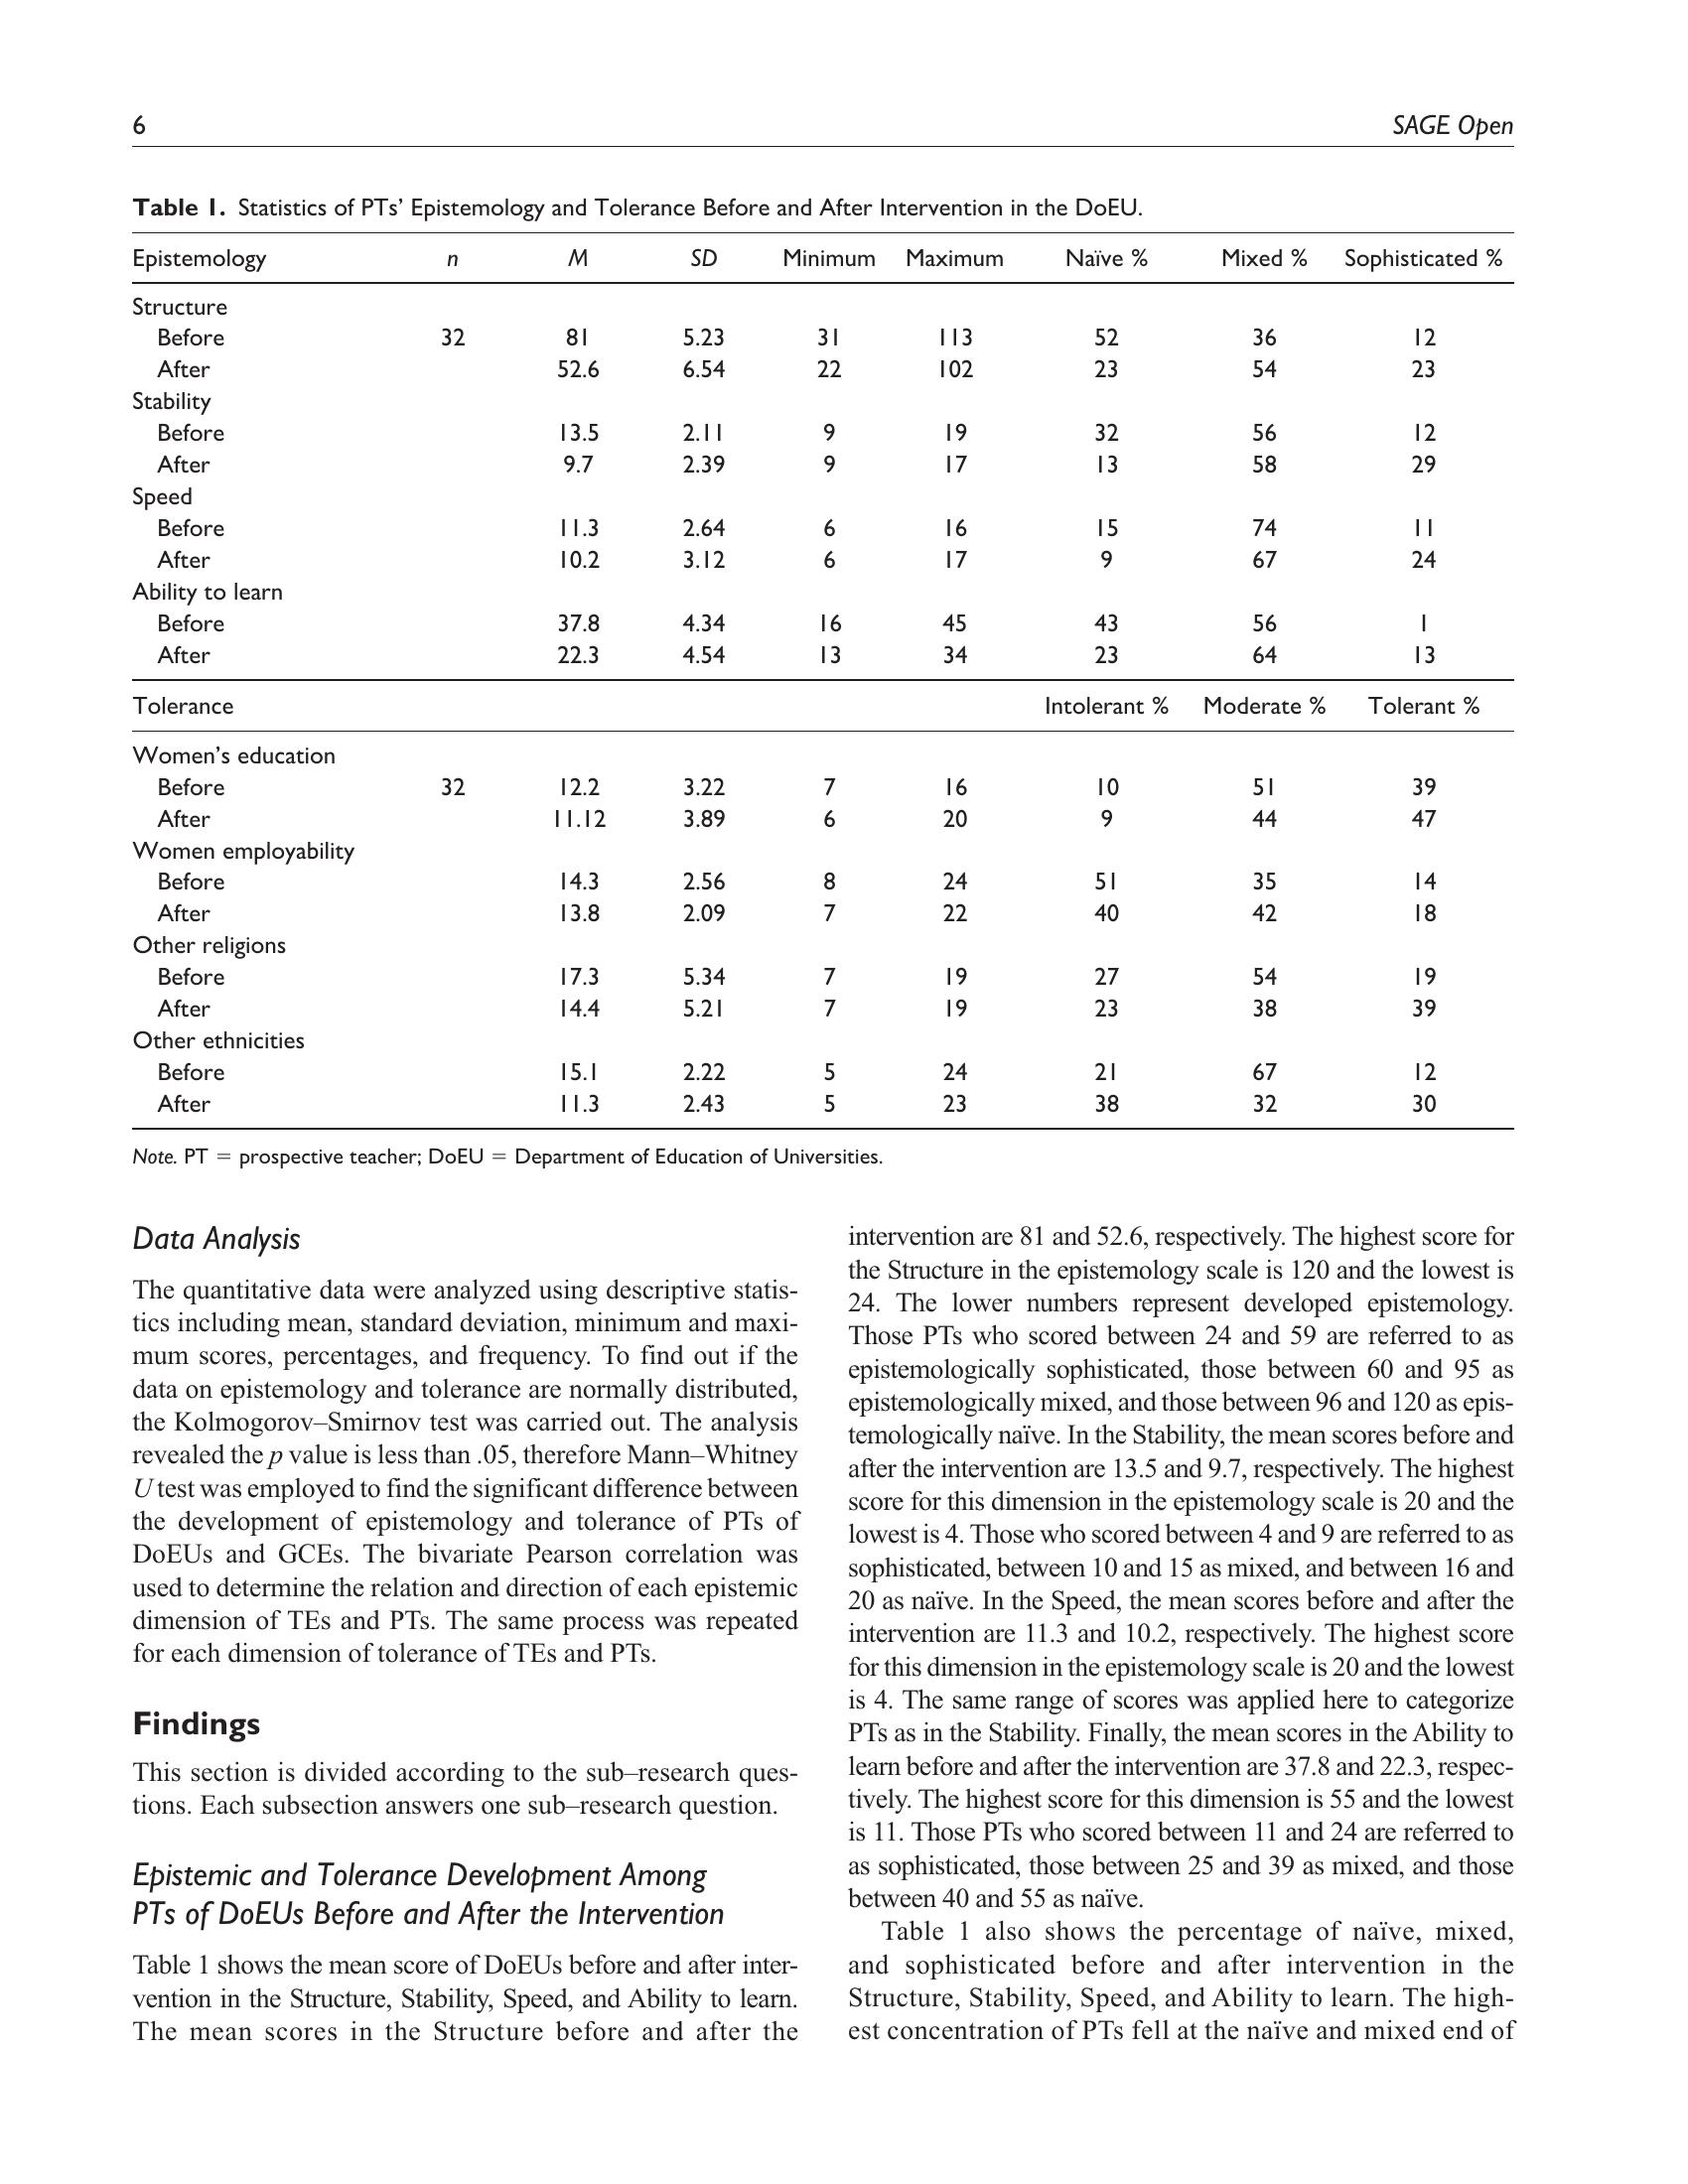 6
SAGE Open
Table 1. Statistics of PTs’ Epistemology and Tolerance Before and After Intervention in the DoEU.
Epistemology n M SD Minimum Maximum Naïve % Mixed % Sophisticated %
Structure
Before 32 81 5.23 31 113 52 36 12
After 52.6 6.54 22 102 23 54 23
Stability
Before 13.5 2.11 9 19 32 56 12
After 9.7 2.39 9 17 13 58 29
Speed
Before 11.3 2.64 6 16 15 74 11
After 10.2 3.12 6 17 9 67 24
Ability to learn
Before 37.8 4.34 16 45 43 56 1
After 22.3 4.54 13 34 23 64 13
Tolerance Intolerant % Moderate % Tolerant %
Women’s education
Before 32 12.2 3.22 7 16 10 51 39
After 11.12 3.89 6 20 9 44 47
Women employability
Before 14.3 2.56 8 24 51 35 14
After 13.8 2.09 7 22 40 42 18
Other religions
Before 17.3 5.34 7 19 27 54 19
After 14.4 5.21 7 19 23 38 39
Other ethnicities
Before 15.1 2.22 5 24 21 67 12
After 11.3 2.43 5 23 38 32 30
Note. PT = prospective teacher; DoEU = Department of Education of Universities.
Data Analysis
The quantitative data were analyzed using descriptive statis-
tics including mean, standard deviation, minimum and maxi-
mum scores, percentages, and frequency. To find out if the
data on epistemology and tolerance are normally distributed,
the Kolmogorov–Smirnov test was carried out. The analysis
revealed the p value is less than .05, therefore Mann–Whitney
U test was employed to find the significant difference between
the development of epistemology and tolerance of PTs of
DoEUs and GCEs. The bivariate Pearson correlation was
used to determine the relation and direction of each epistemic
dimension of TEs and PTs. The same process was repeated
for each dimension of tolerance of TEs and PTs.
Findings
This section is divided according to the sub–research ques-
tions. Each subsection answers one sub–research question.
Epistemic and Tolerance Development Among
PTs of DoEUs Before and After the Intervention
Table 1 shows the mean score of DoEUs before and after inter-
vention in the Structure, Stability, Speed, and Ability to learn.
The mean scores in the Structure before and after the
intervention are 81 and 52.6, respectively. The highest score for
the Structure in the epistemology scale is 120 and the lowest is
24. The lower numbers represent developed epistemology.
Those PTs who scored between 24 and 59 are referred to as
epistemologically sophisticated, those between 60 and 95 as
epistemologically mixed, and those between 96 and 120 as epis-
temologically naïve. In the Stability, the mean scores before and
after the intervention are 13.5 and 9.7, respectively. The highest
score for this dimension in the epistemology scale is 20 and the
lowest is 4. Those who scored between 4 and 9 are referred to as
sophisticated, between 10 and 15 as mixed, and between 16 and
20 as naïve. In the Speed, the mean scores before and after the
intervention are 11.3 and 10.2, respectively. The highest score
for this dimension in the epistemology scale is 20 and the lowest
is 4. The same range of scores was applied here to categorize
PTs as in the Stability. Finally, the mean scores in the Ability to
learn before and after the intervention are 37.8 and 22.3, respec-
tively. The highest score for this dimension is 55 and the lowest
is 11. Those PTs who scored between 11 and 24 are referred to
as sophisticated, those between 25 and 39 as mixed, and those
between 40 and 55 as naïve.
Table 1 also shows the percentage of naïve, mixed,
and sophisticated before and after intervention in the
Structure, Stability, Speed, and Ability to learn. The high-
est concentration of PTs fell at the naïve and mixed end of